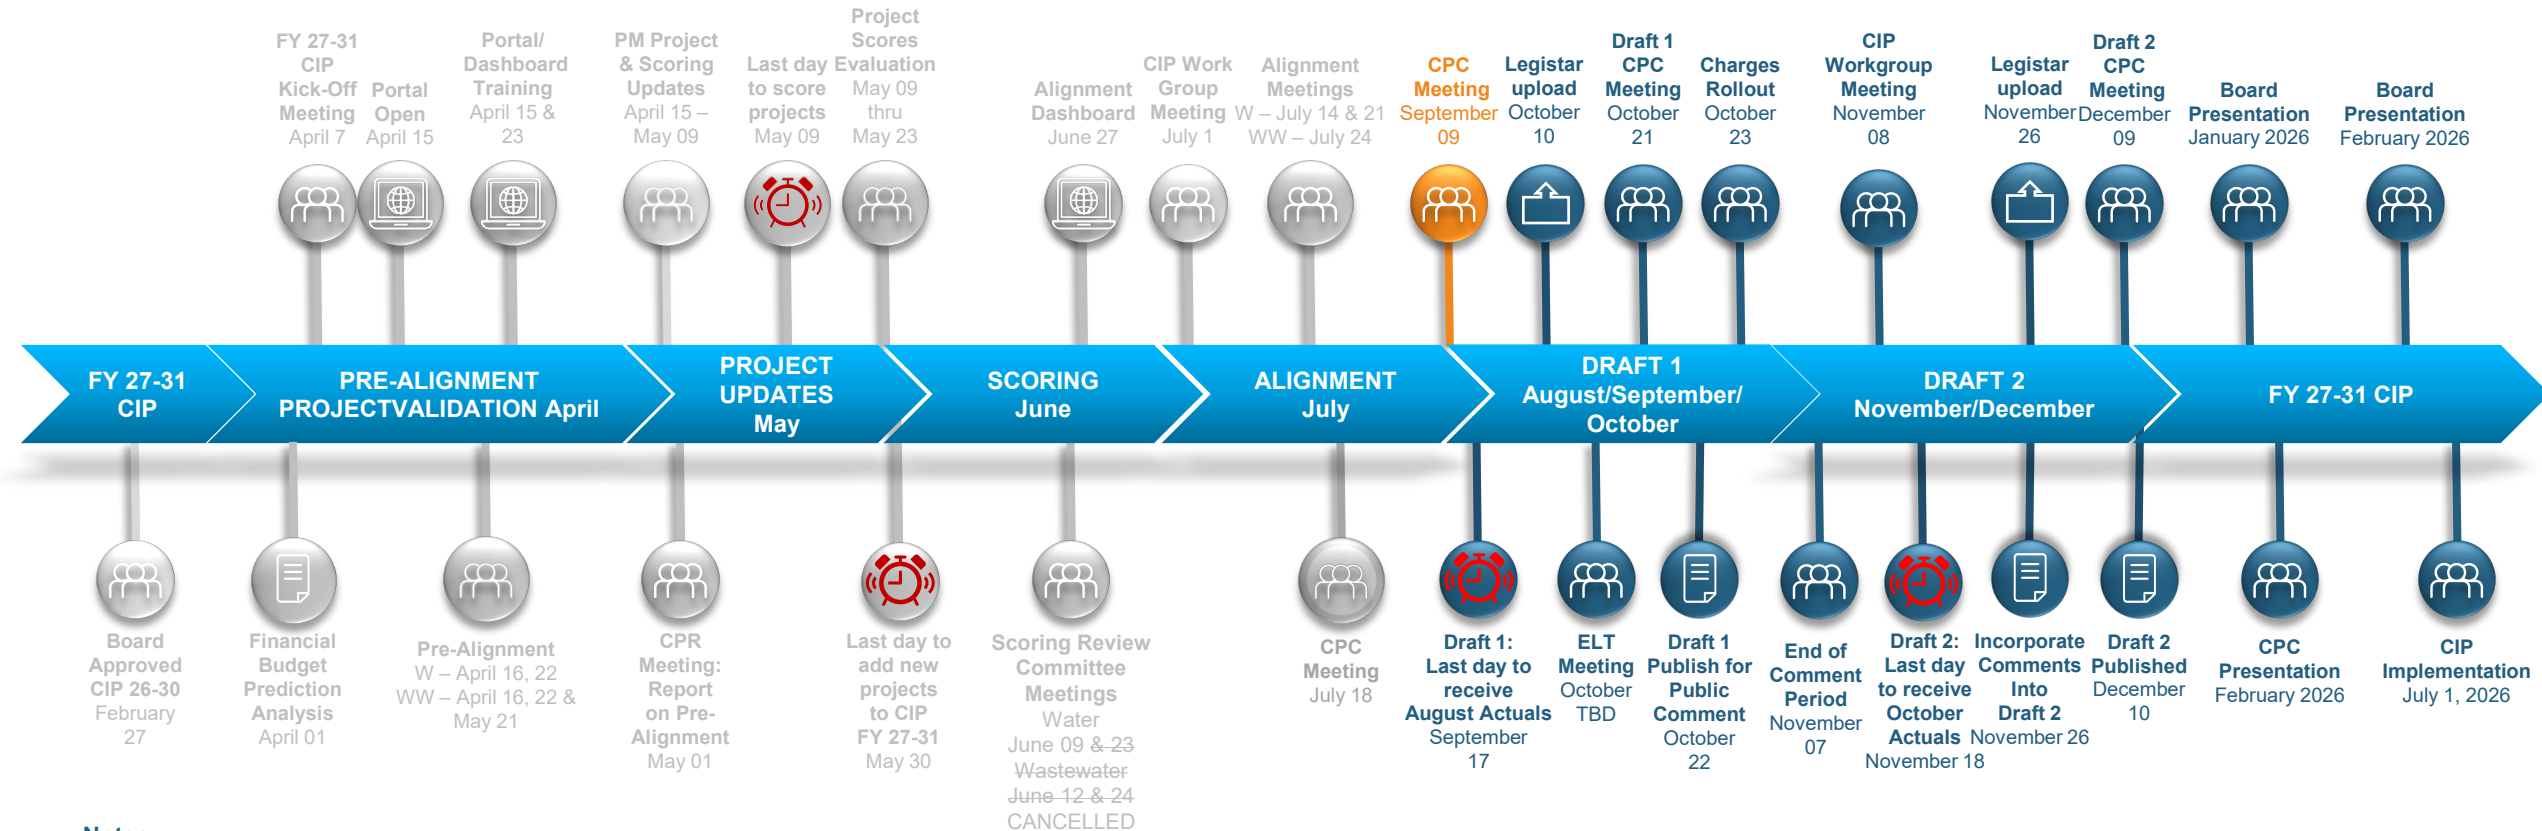 FY 27-31
CIP
Kick-Off
Meeting
April 7
Portal
Open
April 15
Portal/
Dashboard
Training
April 15 &
23
PM Project
& Scoring
Updates
April 15 –
May 09
Last day
to score
projects
May 09
Project
Scores
Evaluation
May 09
thru
May 23
Alignment
Dashboard
June 27
CIP Work
Group
Meeting
July 1
Alignment
Meetings
W – July 14 & 21
WW – July 24
CPC
Meeting
September
09
Legistar
upload
October
10
Draft 1
CPC
Meeting
October
21
Charges
Rollout
October
23
CIP
Workgroup
Meeting
November
08
Legistar
upload
November
26
Draft 2
CPC
Meeting
December
09
Board
Presentation
January 2026
Board
Presentation
February 2026
FY 27-31
CIP
PRE-ALIGNMENT
PROJECTVALIDATION April
PROJECT
UPDATES
May
SCORING
June
ALIGNMENT
July
DRAFT 1
August/September/
October
DRAFT 2
November/December
FY 27-31 CIP
Board
Approved
CIP 26-30
February
27
Financial
Budget
Prediction
Analysis
April 01
Pre-Alignment
W – April 16, 22
WW – April 16, 22 &
May 21
CPR
Meeting:
Report
on Pre-
Alignment
May 01
Last day to
add new
projects
to CIP
FY 27-31
May 30
Scoring Review
Committee
Meetings
Water
June 09 & 23
Wastewater
June 12 & 24
CANCELLED
CPC
Meeting
July 18
Draft 1:
Last day to
receive
August Actuals
September
17
ELT
Meeting
October
TBD
Draft 1
Publish for
Public
Comment
October
22
End of
Comment
Period
November
07
Draft 2:
Last day
to receive
October
Actuals
November 18
Incorporate
Comments
Into
Draft 2
November 26
Draft 2
Published
December
10
CPC
Presentation
February 2026
CIP
Implementation
July 1, 2026